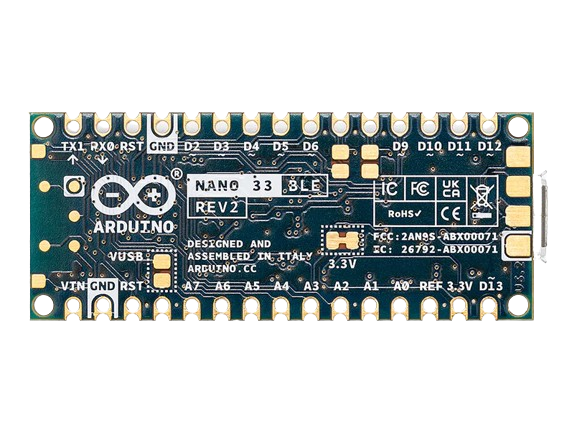 TX1 RX0 RST GND D2 D3 D4 D5 D6 D9 D10 D11 D12
®
NANO 33 BLE
REV2
ARDUINO
IC FC UKCA
RoHS✓ CE
DESIGNED AND
ASSEMBLED IN ITALY
ARDUINO.CC
FCC:2AN9S-ABX00071
IC: 26792-ABX00071
VUSB
3.3V
VIN GND RST A7 A6 A5 A4 A3 A2 A1 A0 REF 3.3V D13